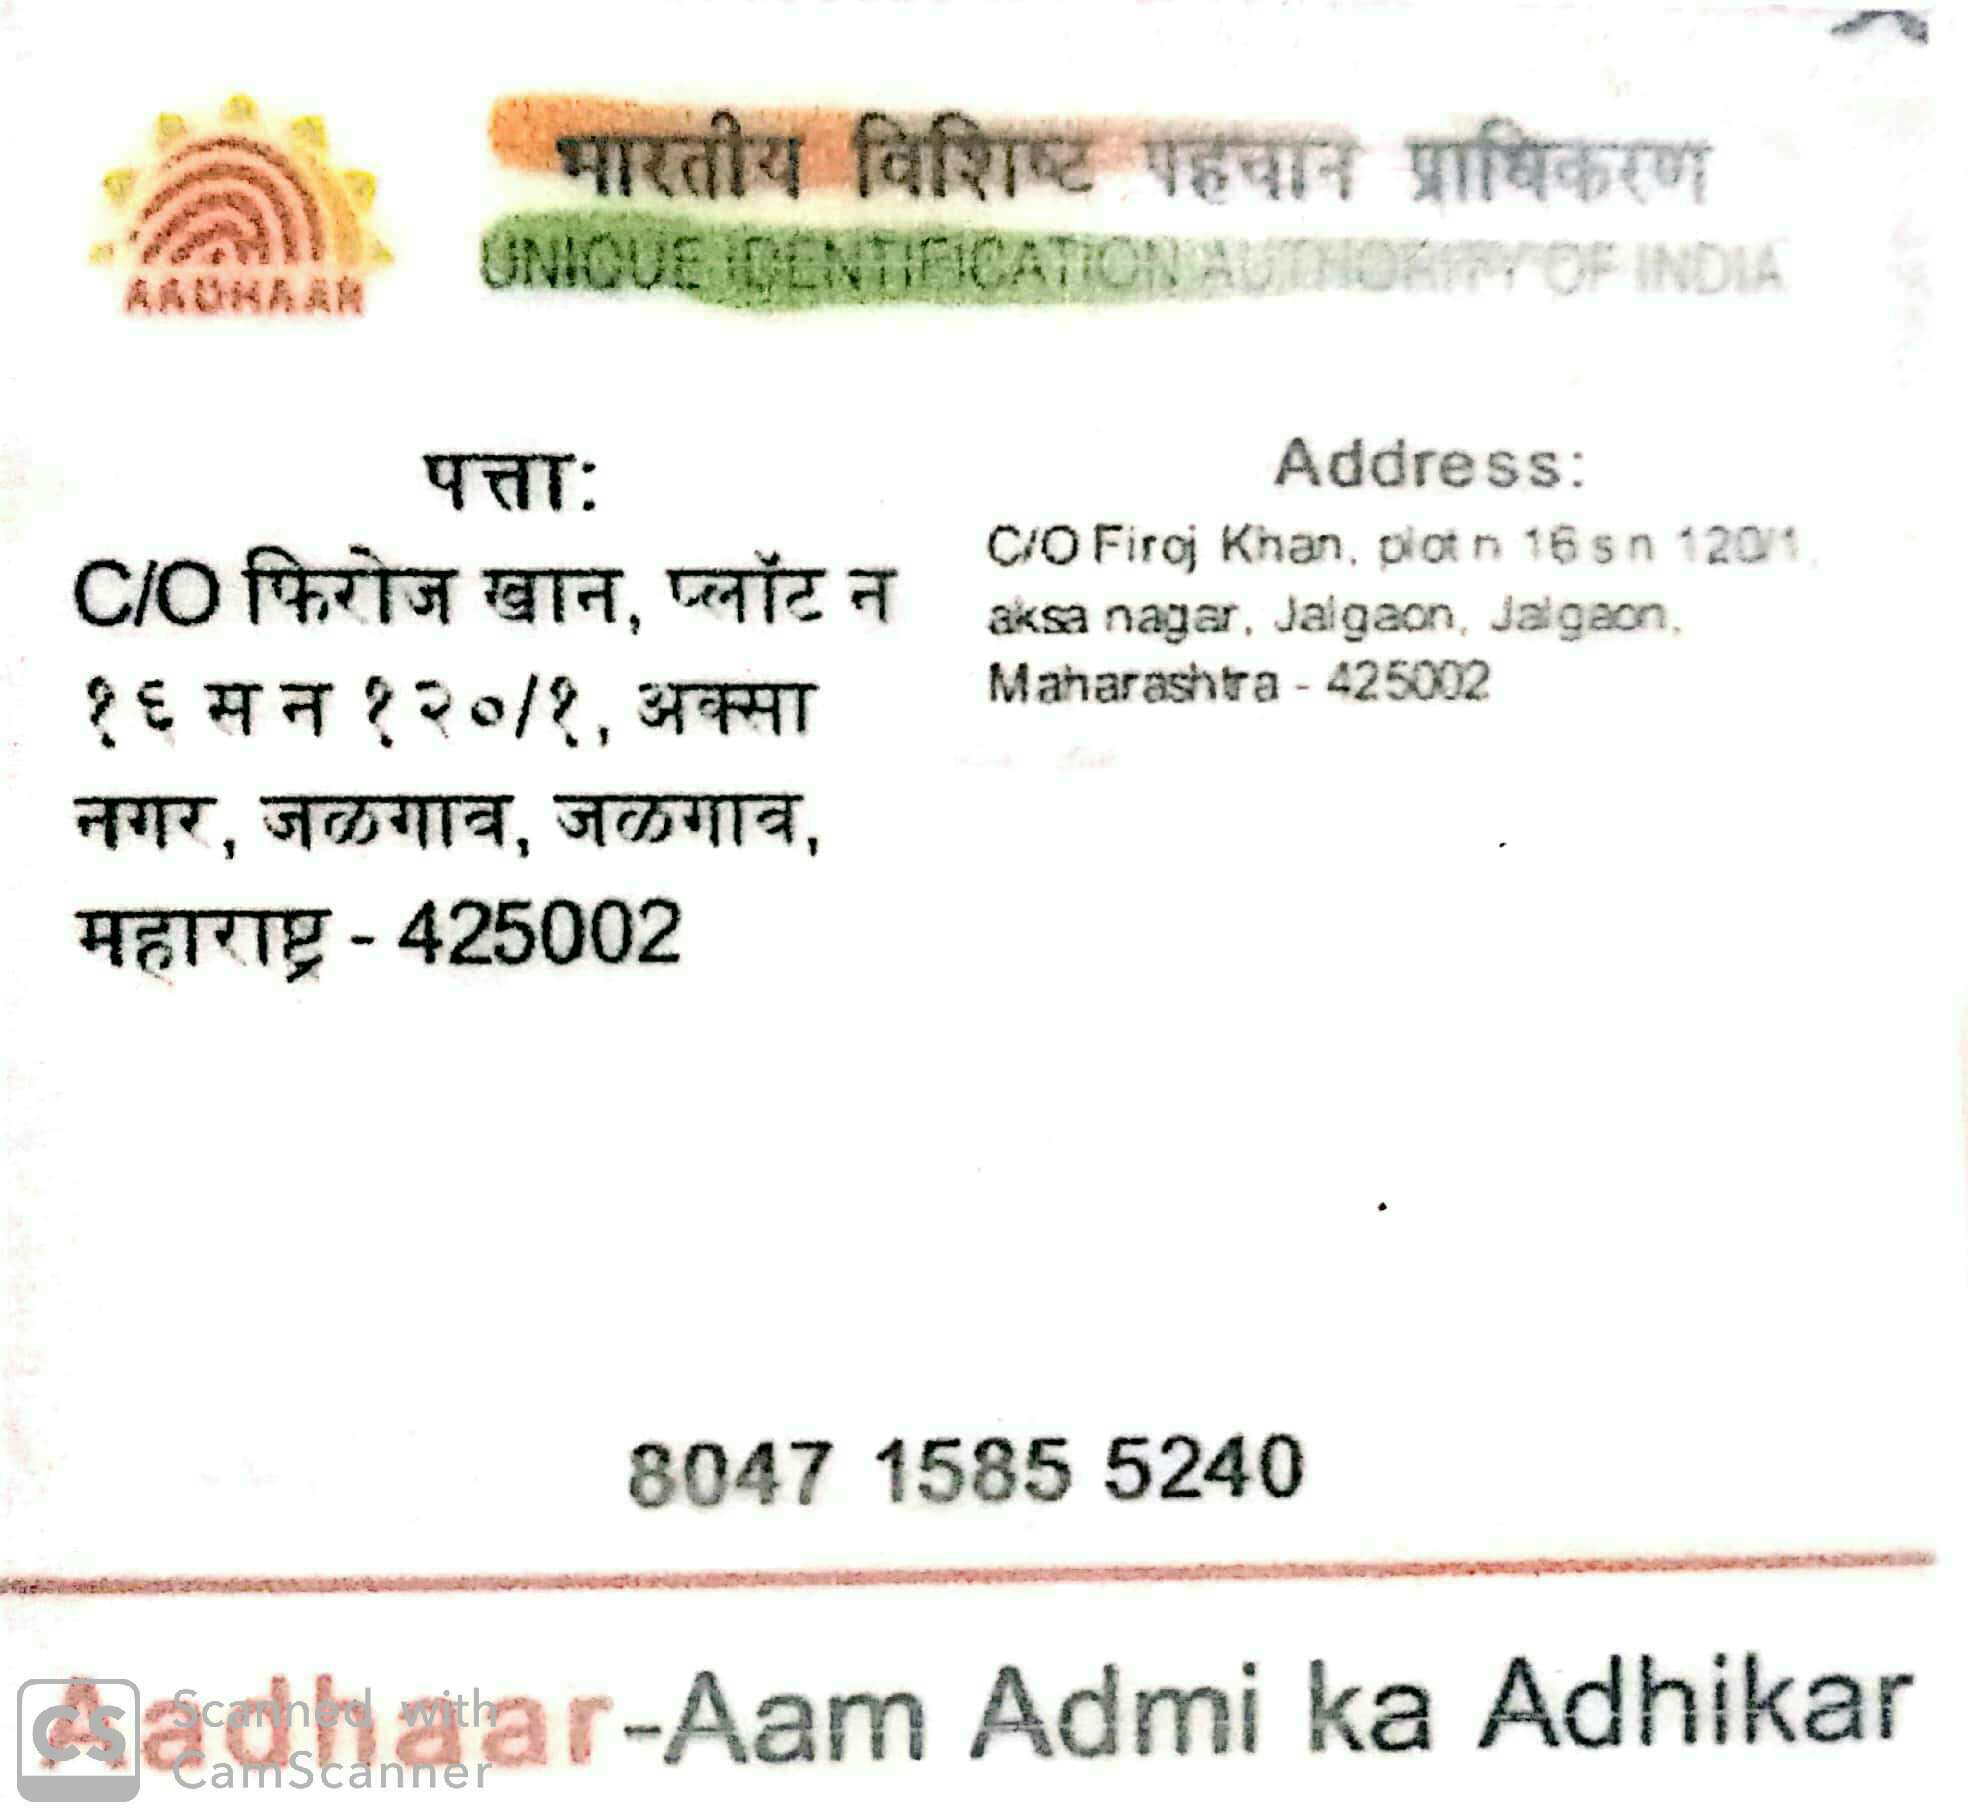 भारतीय विशिष्ट पहचान प्राधिकरण
UNIQUE IDENTIFICATION AUTHORITY OF INDIA
AADHAAR
पत्ता:
C/O फिरोज खान, प्लॉट न
१६ स न १२०/१, अक्सा
नगर, जळगाव, जळगाव,
महाराष्ट्र - 425002
Address:
C/O Firoj Khan, plot n 16 s n 120/1,
aksa nagar, Jalgaon, Jalgaon,
Maharashtra - 425002
8047 1585 5240
Aadhaar-Aam Admi ka Adhikar
CS
Scanned with
CamScanner